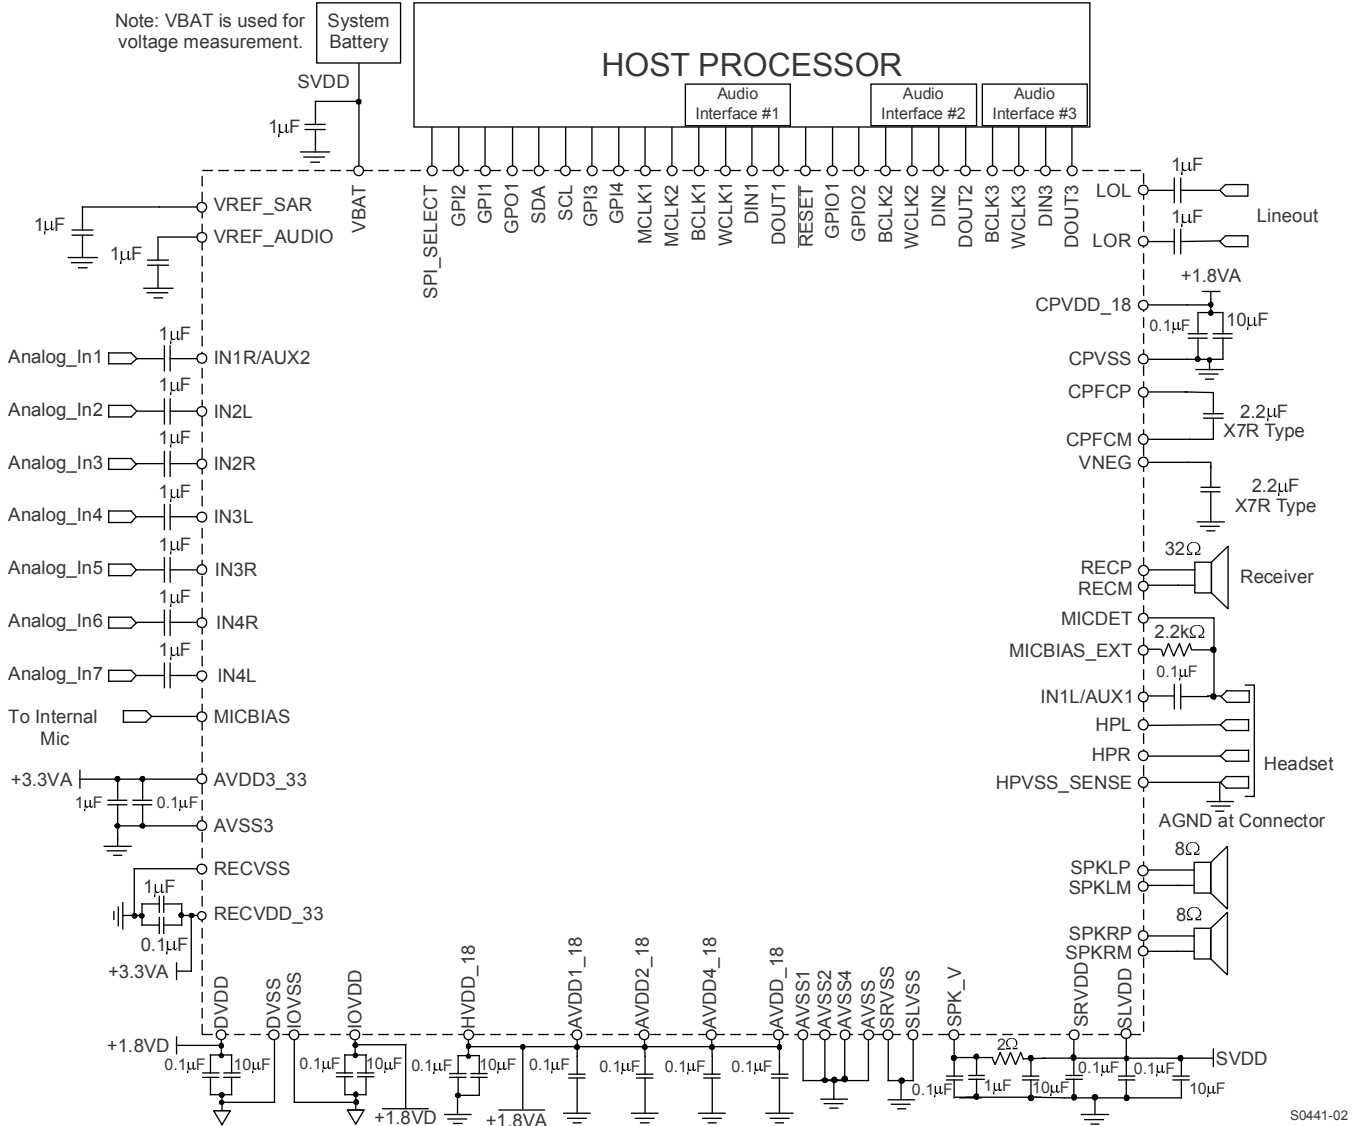 Note: VBAT is used for
voltage measurement.
System
Battery
SVDD
1µF
HOST PROCESSOR
Audio
Interface #1
Audio
Interface #2
Audio
Interface #3
VBAT
SPI_SELECT
GPI2
GPI1
GPO1
SDA
SCL
GPI3
GPI4
MCLK1
MCLK2
BCLK1
WCLK1
DIN1
DOUT1
RESET
GPIO1
GPIO2
BCLK2
WCLK2
DIN2
DOUT2
BCLK3
WCLK3
DIN3
DOUT3
VREF_SAR
1µF
VREF_AUDIO
1µF
Analog_In1
1µF
IN1R/AUX2
Analog_In2
1µF
IN2L
Analog_In3
1µF
IN2R
Analog_In4
1µF
IN3L
Analog_In5
1µF
IN3R
Analog_In6
1µF
IN4R
Analog_In7
1µF
IN4L
To Internal
Mic
MICBIAS
+3.3VA
AVDD3_33
1µF
0.1µF
AVSS3
RECVSS
1µF
RECVDD_33
0.1µF
+3.3VA
LOL
1µF
Lineout
LOR
1µF
+1.8VA
CPVDD_18
0.1µF
10µF
CPVSS
CPFCP
2.2µF
X7R Type
CPFCM
VNEG
2.2µF
X7R Type
32Ω
RECP
RECM
Receiver
MICDET
2.2kΩ
MICBIAS_EXT
0.1µF
IN1L/AUX1
HPL
HPR
Headset
HPVSS_SENSE
AGND at Connector
8Ω
SPKLP
SPKLM
8Ω
SPKRP
SPKRM
DVDD
DVSS
IOVSS
IOVDD
HVDD_18
AVDD1_18
AVDD2_18
AVDD4_18
AVDD_18
AVSS1
AVSS2
AVSS4
AVSS
SRVSS
SLVSS
SPK_V
SRVDD
SLVDD
+1.8VD
0.1µF
10µF
0.1µF
10µF
+1.8VD
0.1µF
10µF
+1.8VA
0.1µF
0.1µF
0.1µF
0.1µF
2Ω
0.1µF
1µF
10µF
0.1µF
0.1µF
10µF
SVDD
S0441-02